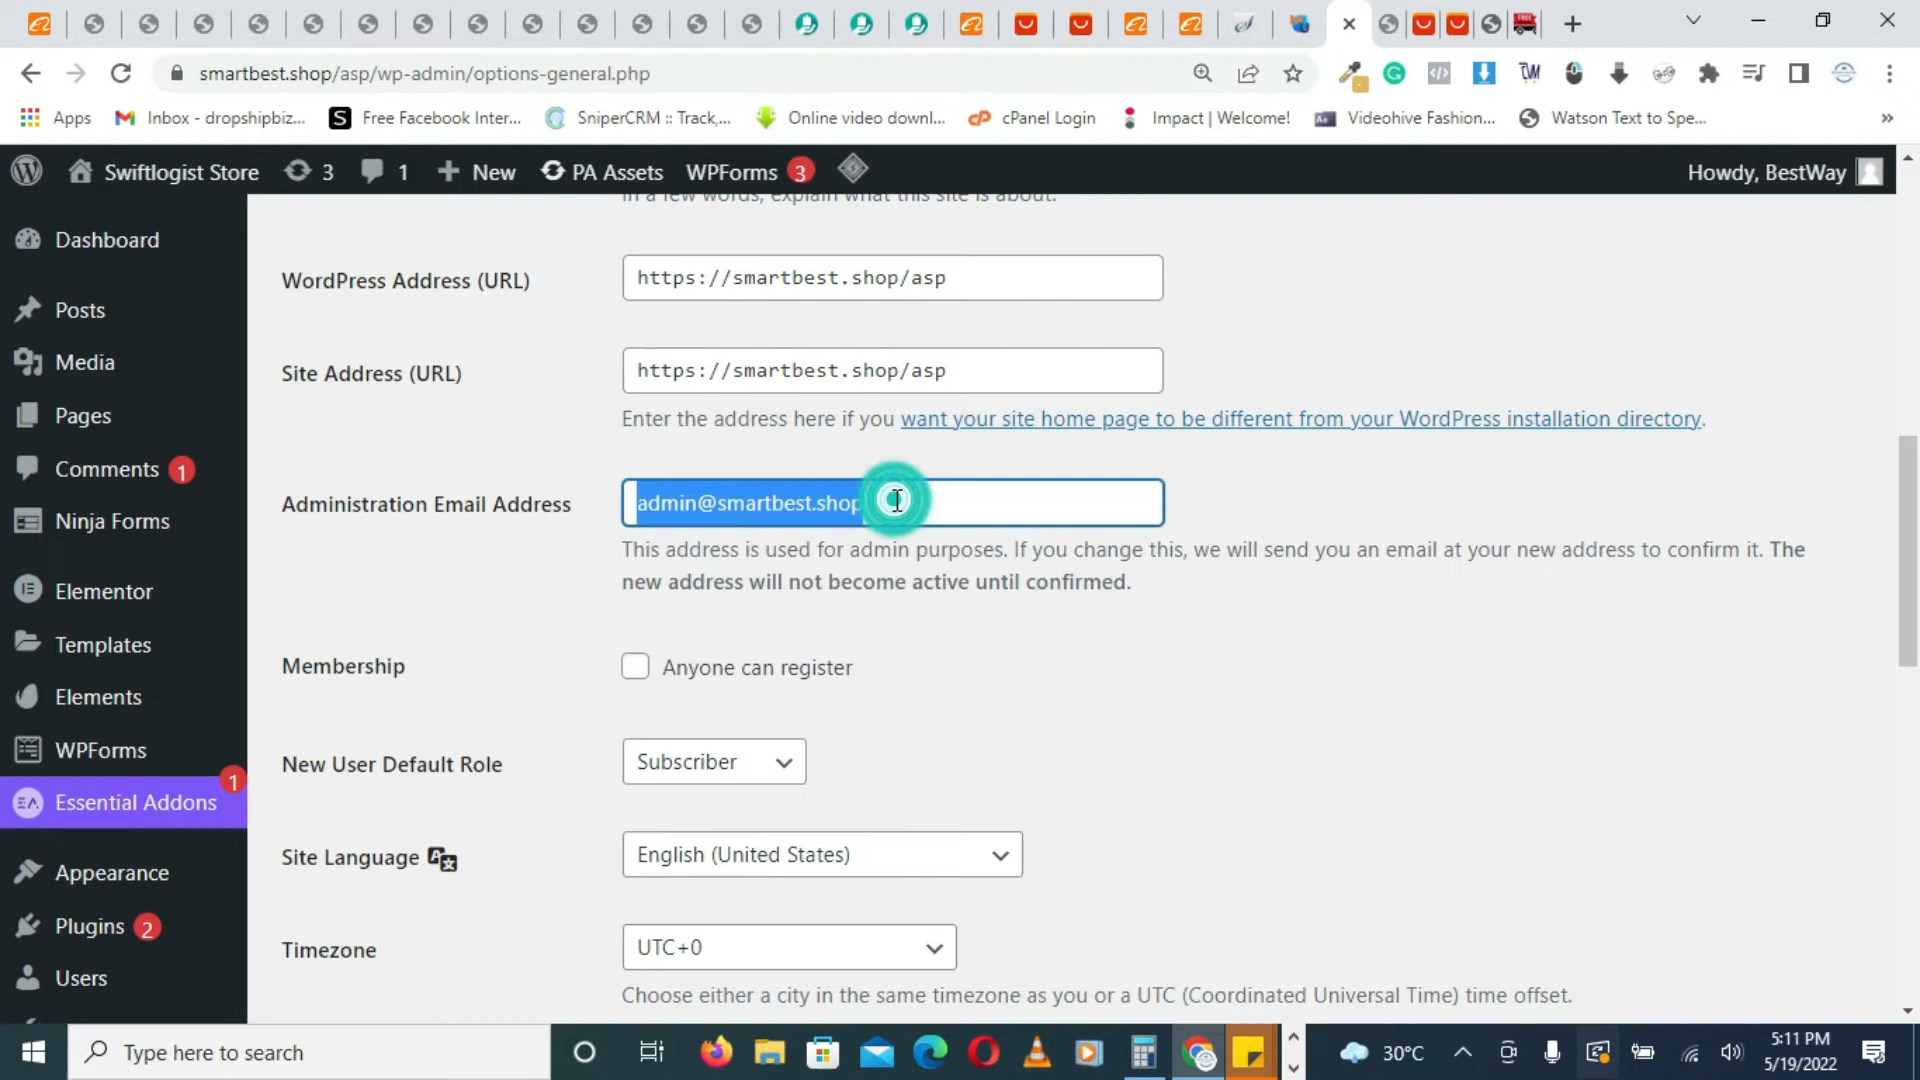 smartbest.shop/asp/wp-admin/options-general.php
Apps
Inbox - dropshipbiz...
Free Facebook Inter...
SniperCRM :: Track,...
Online video downl...
cPanel Login
Impact | Welcome!
Videohive Fashion...
Watson Text to Spe...
»
Swiftlogist Store
3
1
New
PA Assets
WPForms 3
Howdy, BestWay
In a few words, explain what this site is about.
Dashboard
Posts
Media
Pages
Comments 1
Ninja Forms
Elementor
Templates
Elements
WPForms
Essential Addons 1
Appearance
Plugins 2
Users
WordPress Address (URL)
https://smartbest.shop/asp
Site Address (URL)
https://smartbest.shop/asp
Enter the address here if you want your site home page to be different from your WordPress installation directory.
Administration Email Address
admin@smartbest.shop
This address is used for admin purposes. If you change this, we will send you an email at your new address to confirm it. The
new address will not become active until confirmed.
Membership
Anyone can register
New User Default Role
Subscriber
Site Language
English (United States)
Timezone
UTC+0
Choose either a city in the same timezone as you or a UTC (Coordinated Universal Time) time offset.
Type here to search
30°C
5:11 PM
5/19/2022